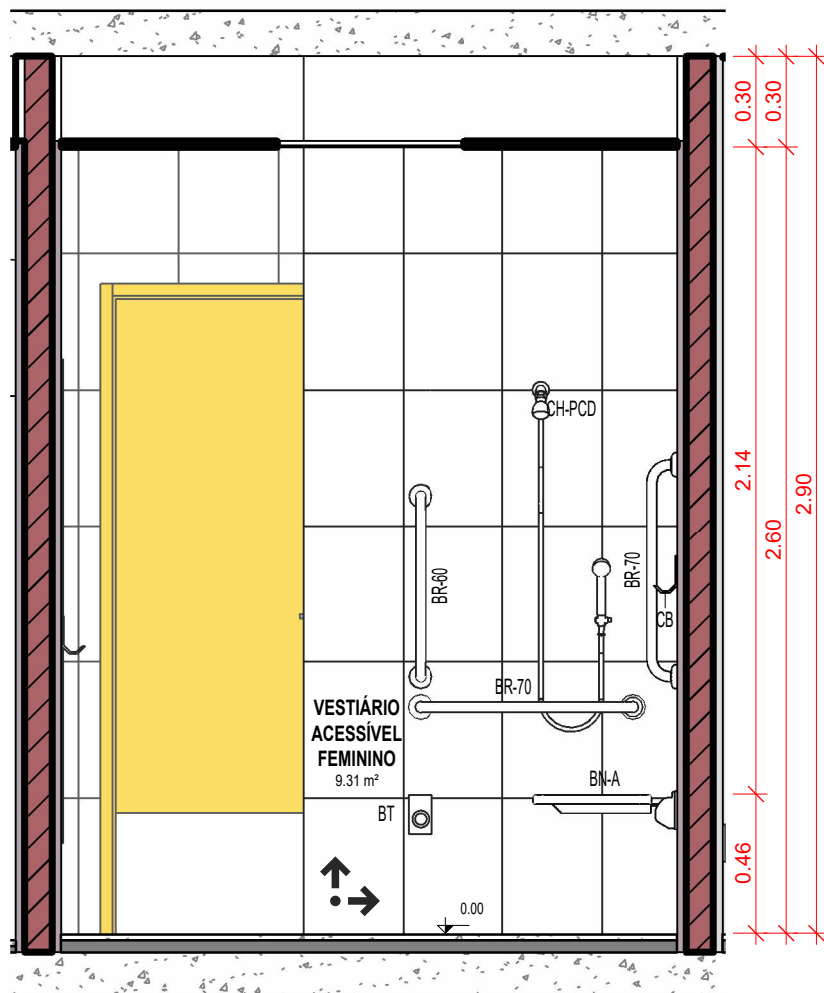 0.30
0.30
CH-PCD
2.14
2.60
2.90
BR-60
BR-70
CB
BR-70
VESTIÁRIO
ACESSÍVEL
FEMININO
9.31 m²
BN-A
BT
0.46
0.00